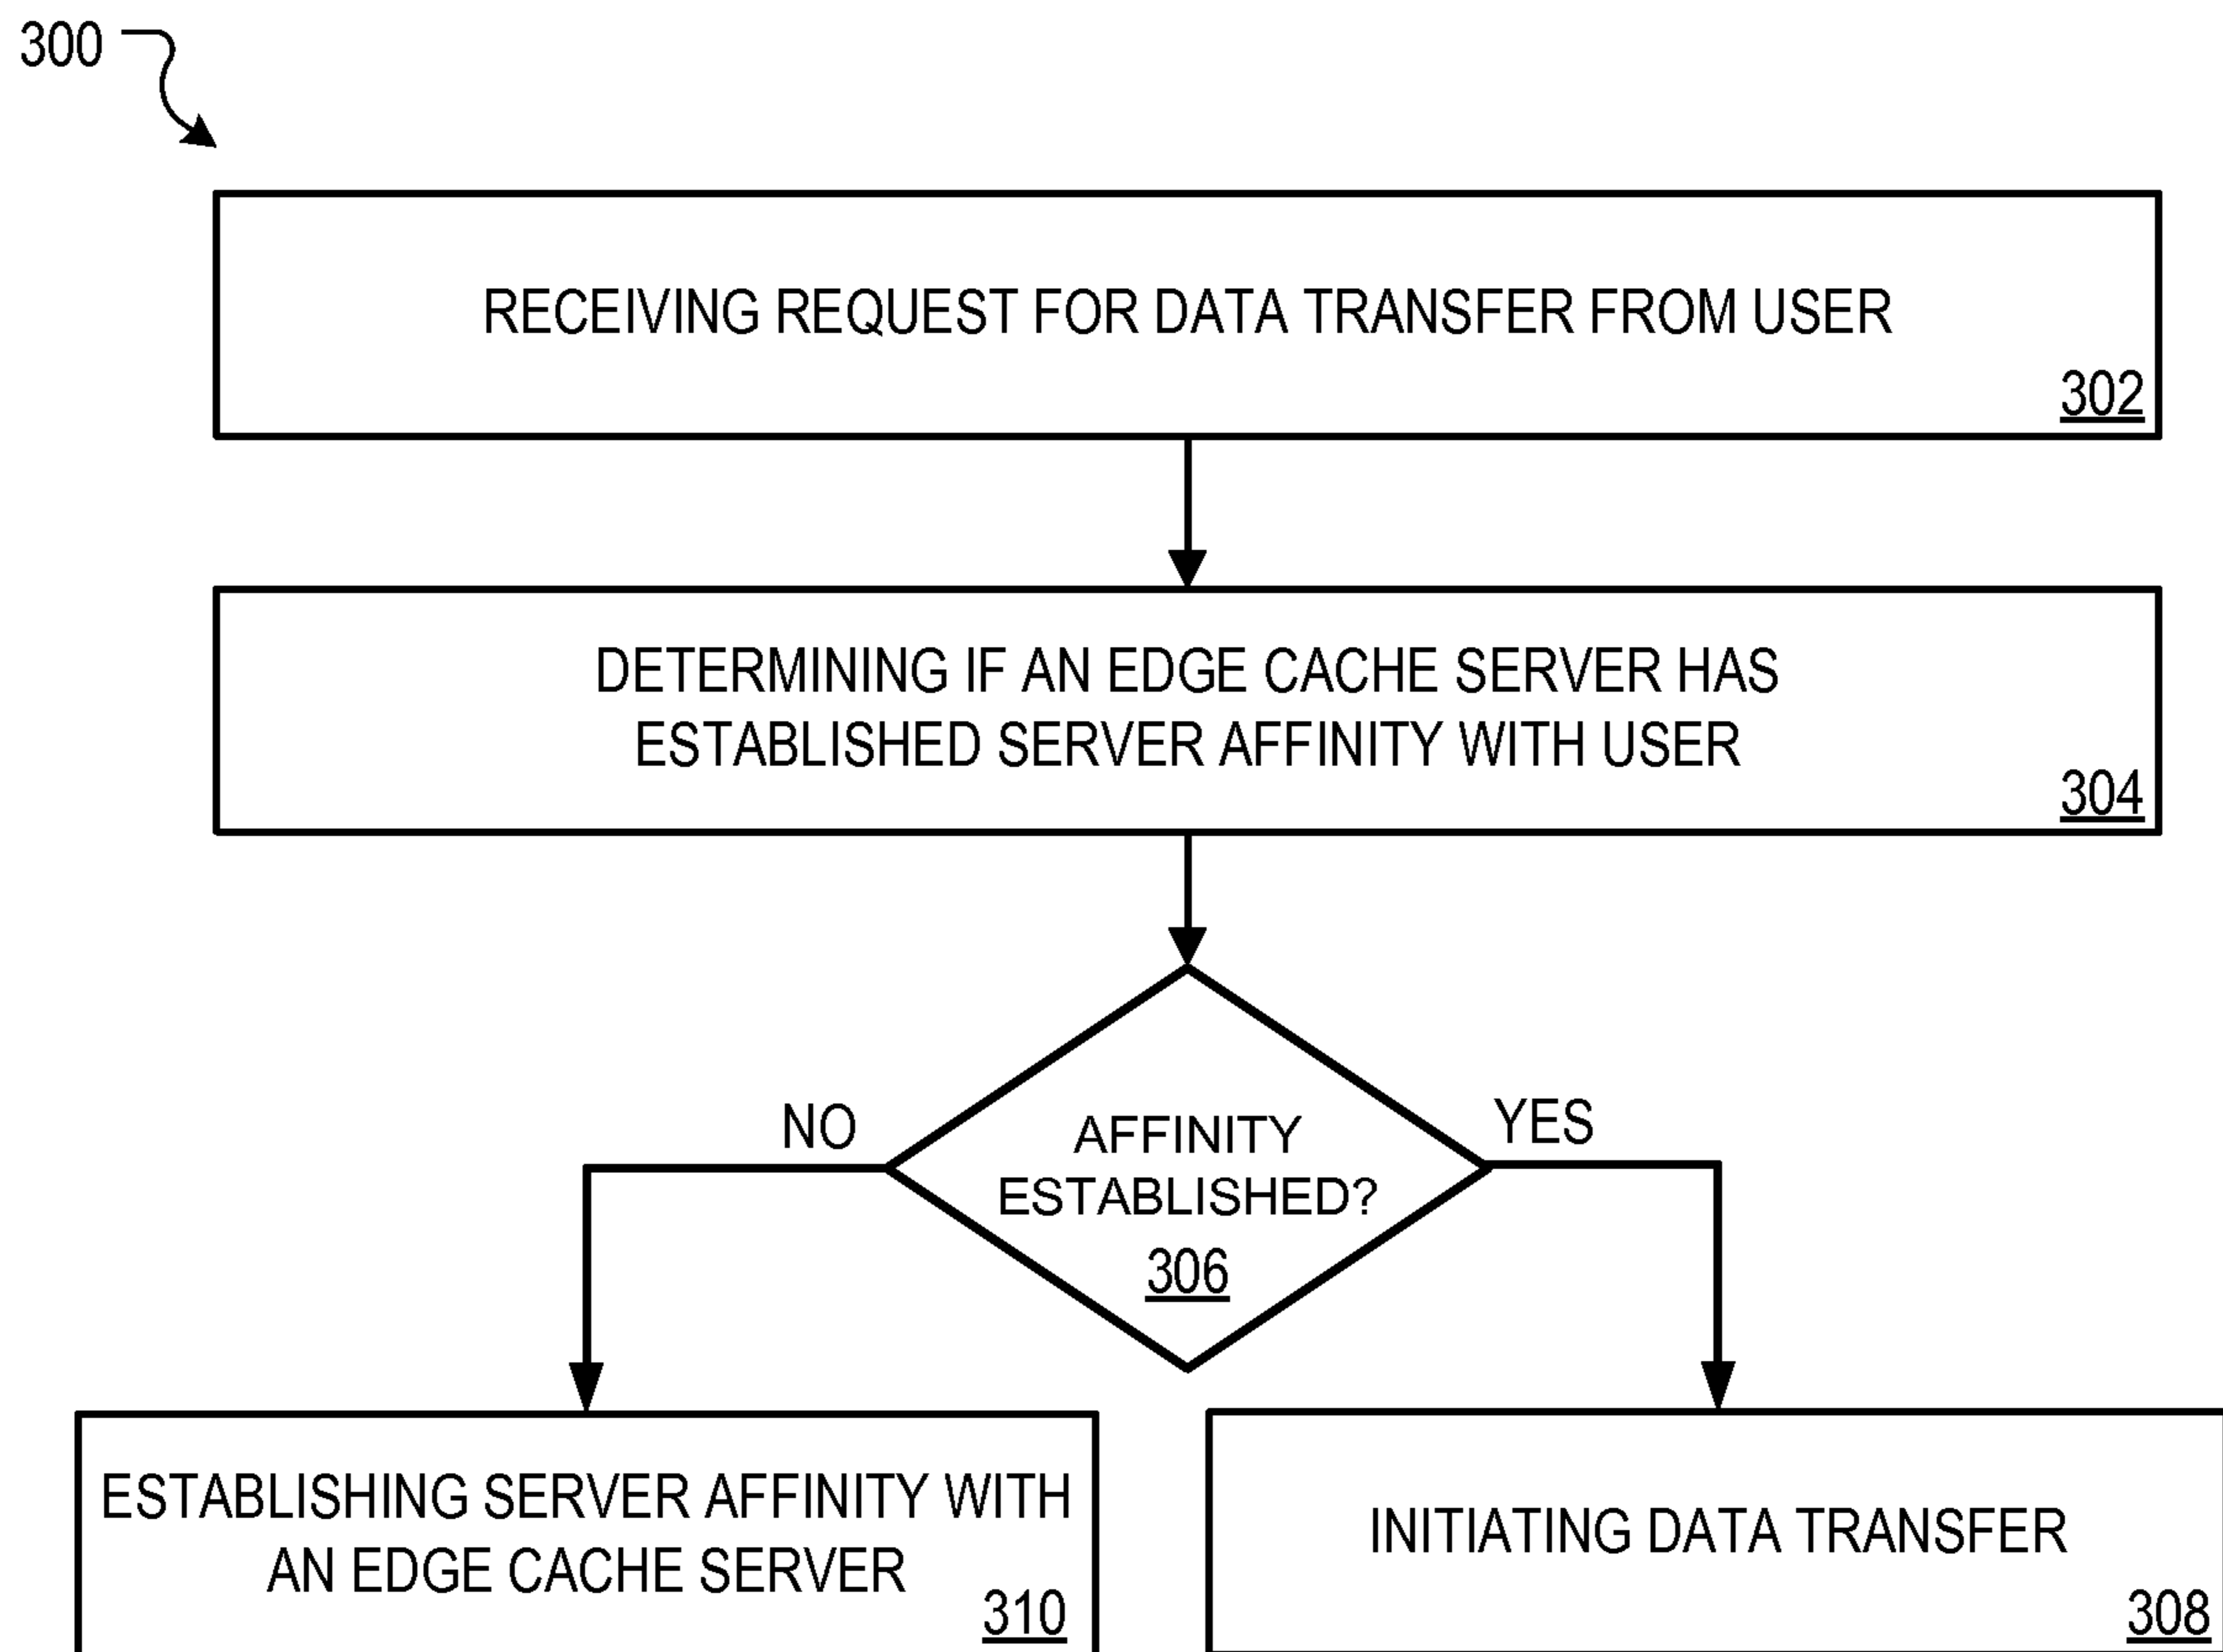 300
RECEIVING REQUEST FOR DATA TRANSFER FROM USER
302
DETERMINING IF AN EDGE CACHE SERVER HAS
ESTABLISHED SERVER AFFINITY WITH USER
304
NO
AFFINITY
ESTABLISHED?
306
YES
ESTABLISHING SERVER AFFINITY WITH
AN EDGE CACHE SERVER
310
INITIATING DATA TRANSFER
308